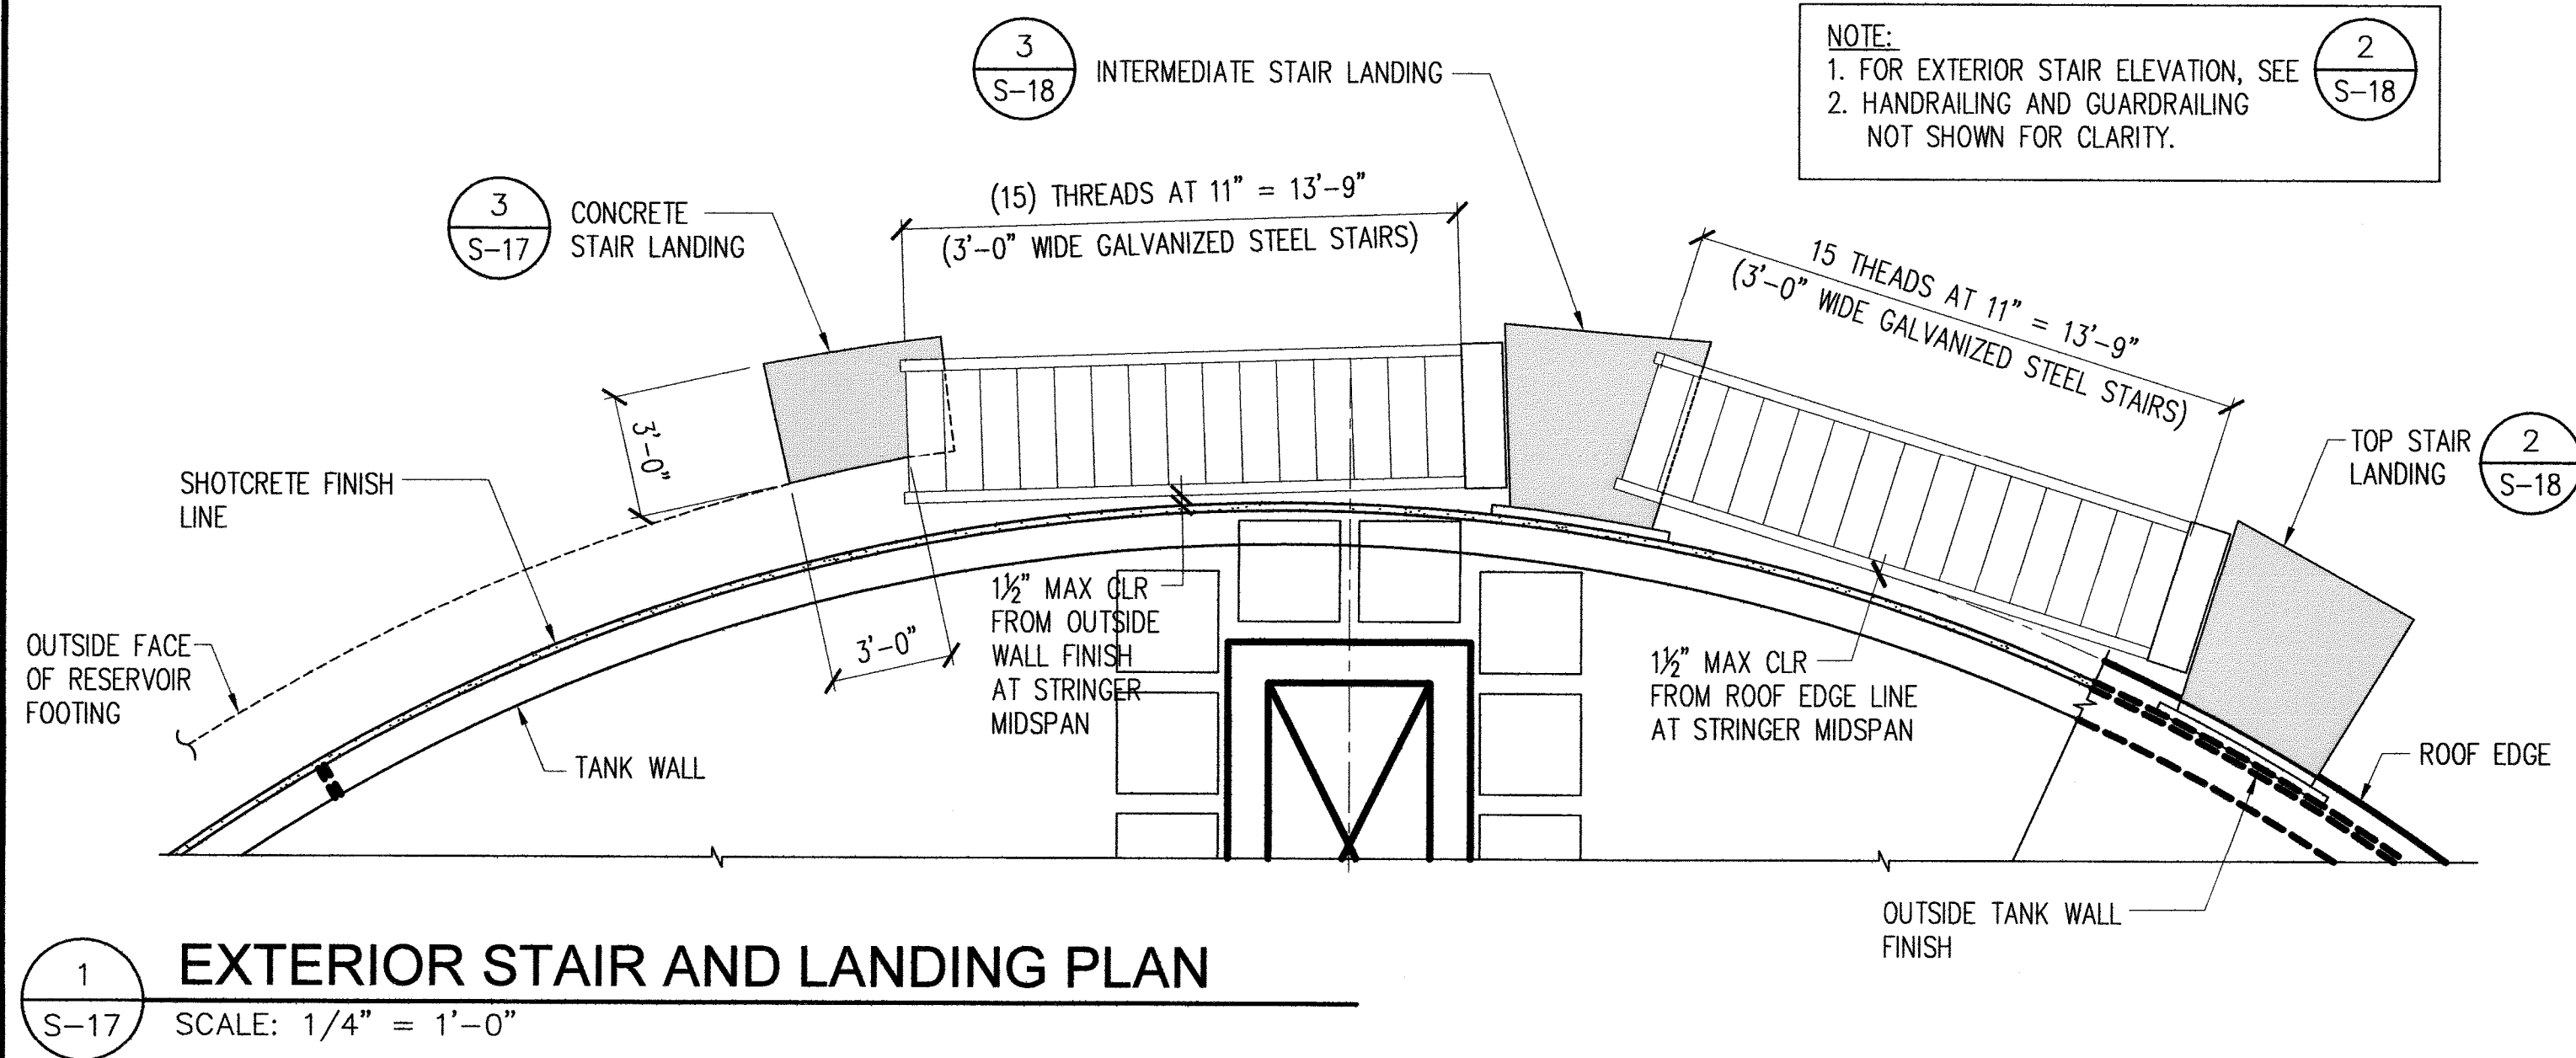 3
S-18
INTERMEDIATE STAIR LANDING
NOTE:
1. FOR EXTERIOR STAIR ELEVATION, SEE
2
S-18
2. HANDRAILING AND GUARDRAILING
NOT SHOWN FOR CLARITY.
3
S-17
CONCRETE
STAIR LANDING
(15) THREADS AT 11" = 13'-9"
(3'-0" WIDE GALVANIZED STEEL STAIRS)
15 THEADS AT 11" = 13'-9"
(3'-0" WIDE GALVANIZED STEEL STAIRS)
3'-0"
TOP STAIR
LANDING
2
S-18
SHOTCRETE FINISH
LINE
OUTSIDE FACE
OF RESERVOIR
FOOTING
TANK WALL
3'-0"
1½" MAX CLR
FROM OUTSIDE
WALL FINISH
AT STRINGER
MIDSPAN
1½" MAX CLR
FROM ROOF EDGE LINE
AT STRINGER MIDSPAN
ROOF EDGE
OUTSIDE TANK WALL
FINISH
1
S-17
EXTERIOR STAIR AND LANDING PLAN
SCALE: 1/4" = 1'-0"